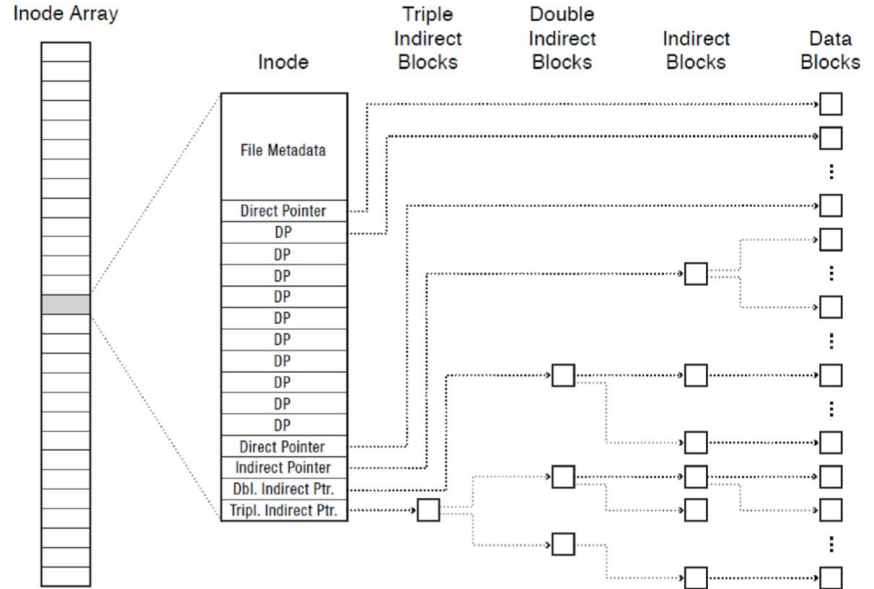 Inode Array
Inode
Triple
Indirect
Blocks
Double
Indirect
Blocks
Indirect
Blocks
Data
Blocks
File Metadata
Direct Pointer
DP
DP
DP
DP
DP
DP
DP
DP
DP
DP
Direct Pointer
Indirect Pointer
Dbl. Indirect Ptr.
Tripl. Indirect Ptr.